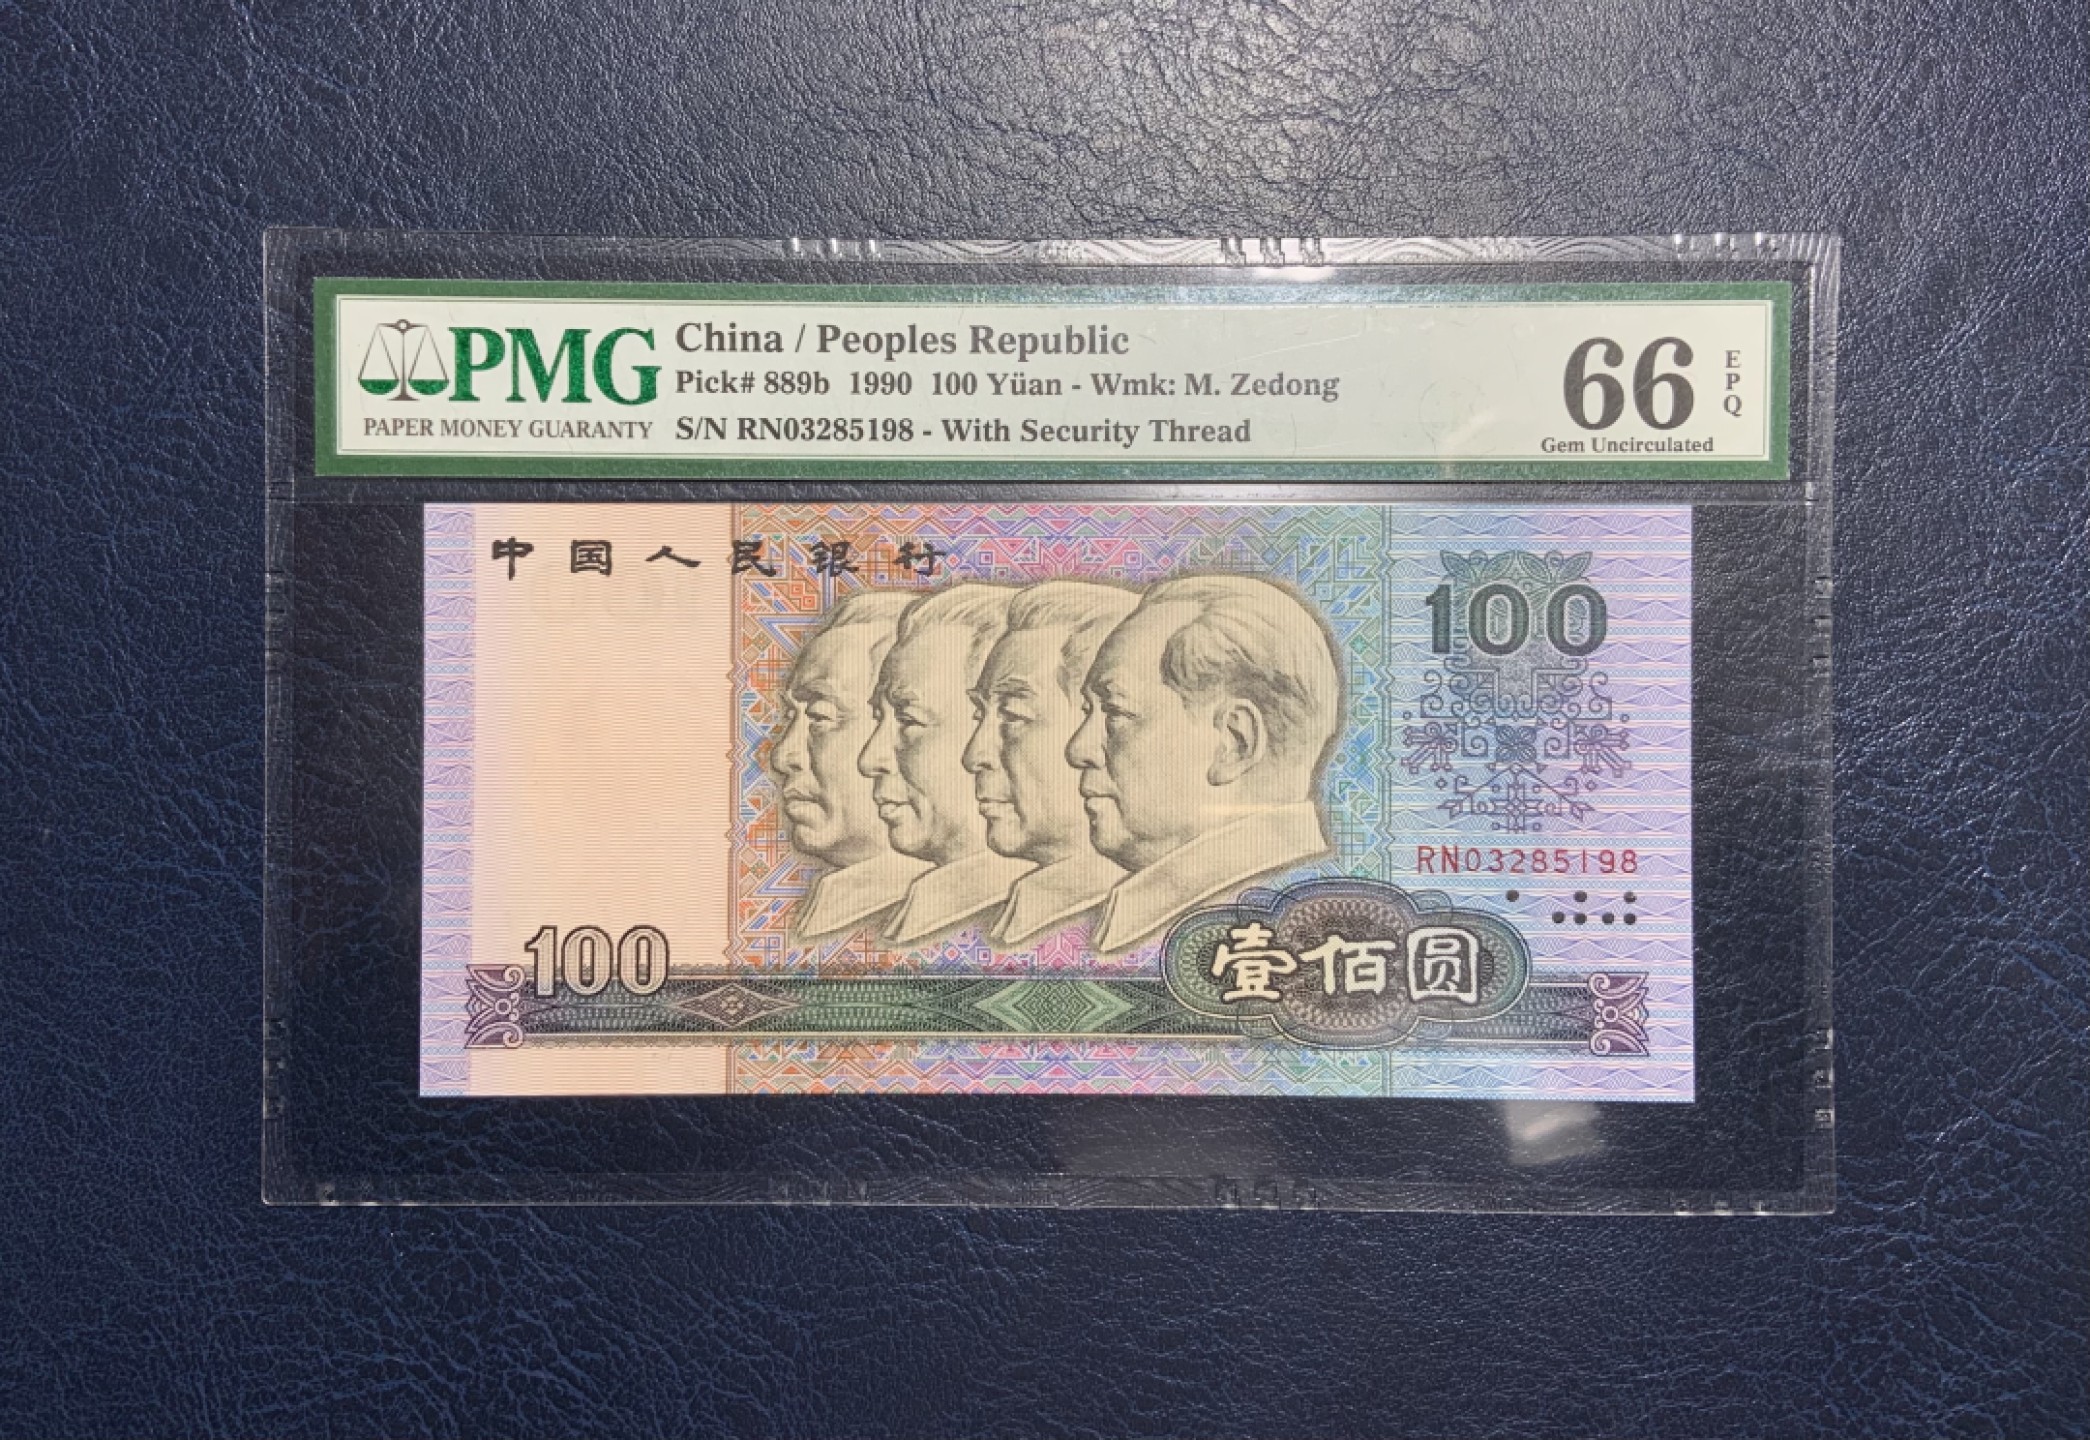 PMG
PAPER MONEY GUARANTY
China / Peoples Republic
Pick# 889b 1990 100 Yüan - Wmk: M. Zedong
S/N RN03285198 - With Security Thread
66 EPQ
Gem Uncirculated
中国人民银行
100
RN03285198
100
壹佰圆